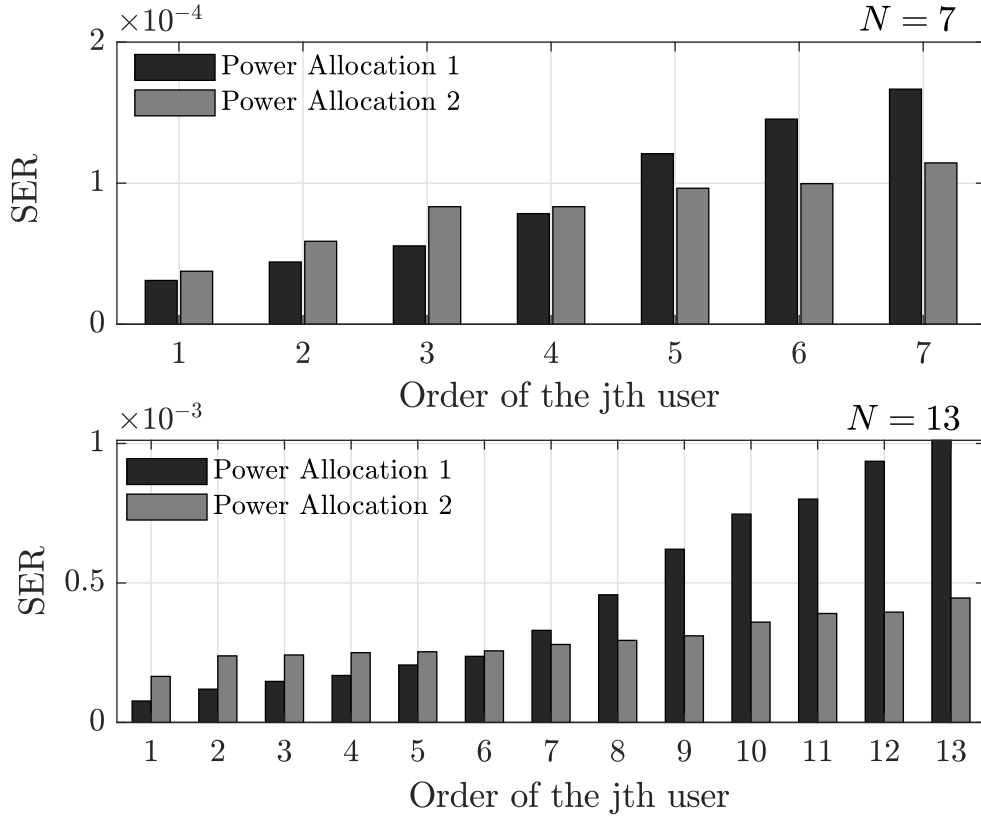 ×10⁻⁴
N = 7
2
Power Allocation 1
Power Allocation 2
1
SER
0
1 2 3 4 5 6 7
Order of the jth user
×10⁻³
N = 13
1
Power Allocation 1
Power Allocation 2
0.5
SER
0
1 2 3 4 5 6 7 8 9 10 11 12 13
Order of the jth user